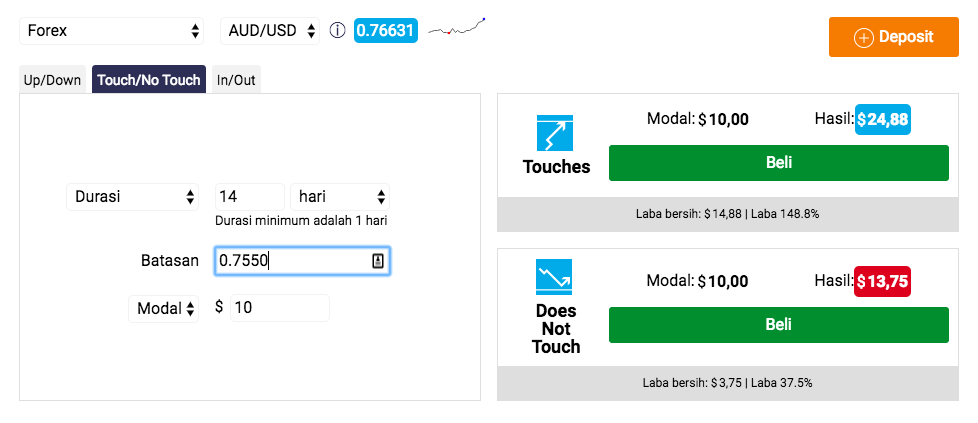 Forex AUD/USD 0.76631 Deposit
Up/Down Touch/No Touch In/Out
Durasi 14 hari
Durasi minimum adalah 1 hari
Batasan 0.7550
Modal $ 10
Modal: $10,00 Hasil: $24,88
Touches Beli
Laba bersih: $14,88 | Laba 148.8%
Modal: $10,00 Hasil: $13,75
Does
Not
Touch
Beli
Laba bersih: $3,75 | Laba 37.5%